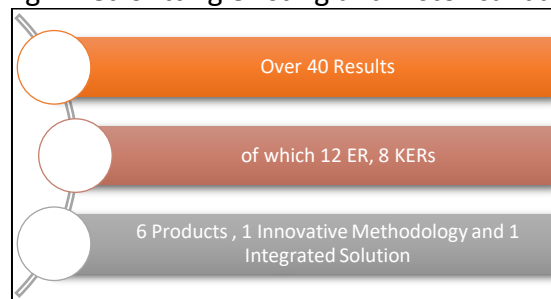 Over 40 Results
of which 12 ER, 8 KERs
6 Products , 1 Innovative Methodology and 1
Integrated Solution